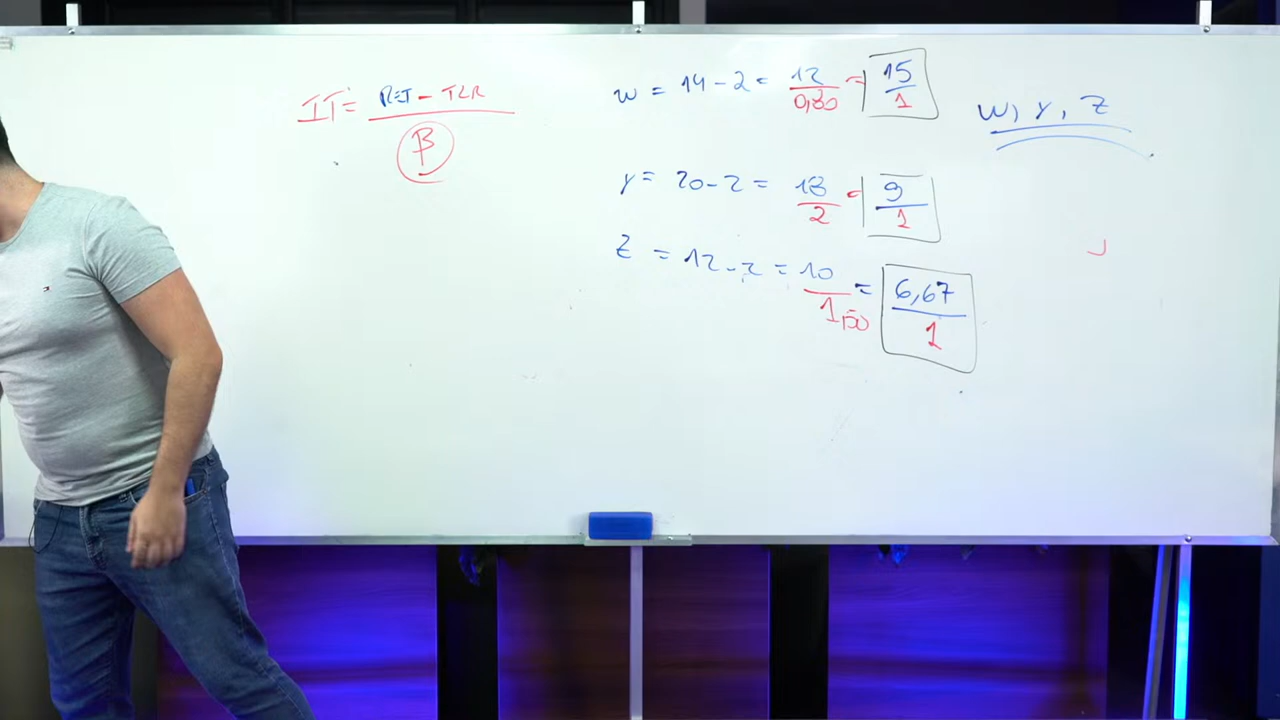 IT = RET - TLR
β
w = 14 - 2 = 12 / 0,80 = 15 / 1
Y = 20 - 2 = 18 / 2 = 9 / 1
Z = 12 - 2 = 10 / 1,50 = 6,67 / 1
W, Y, Z